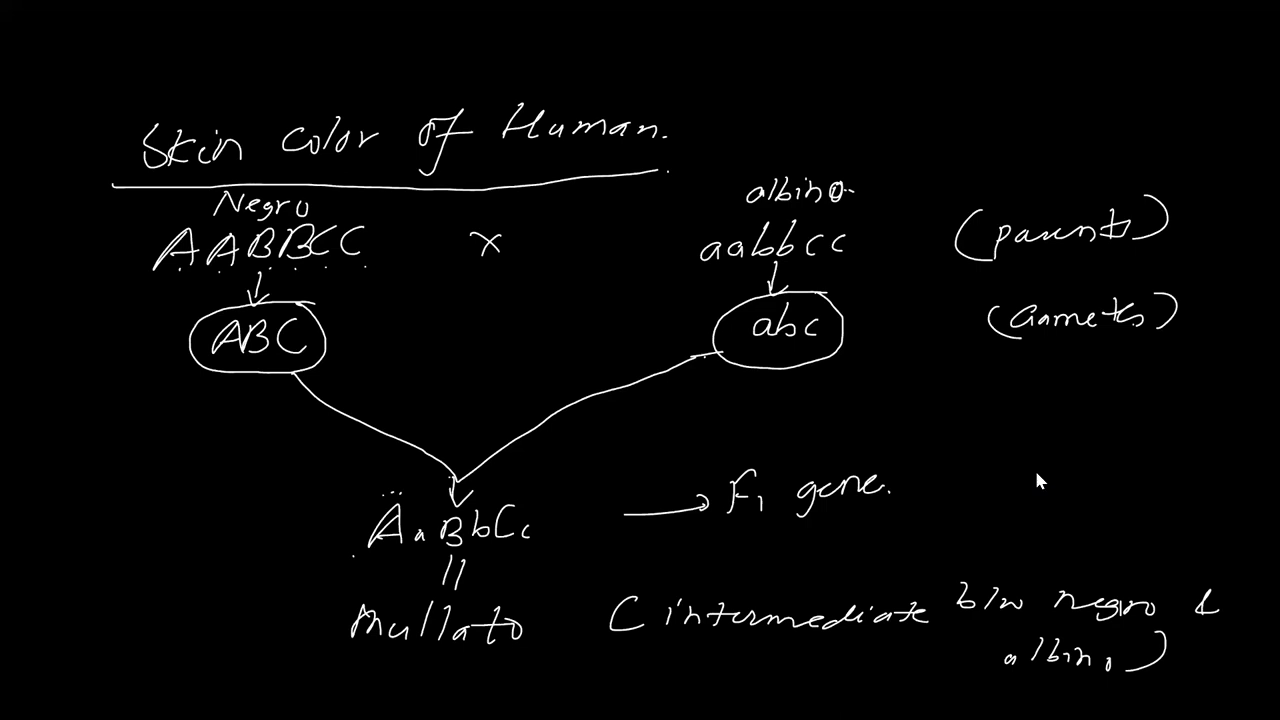 Skin color of Human.
Negro albino
AABBCC x aabbcc (parents)
ABC abc (Gametes)
AaBbCc → F1 gene.
||
Mullato (intermediate b/w negro &
albino)